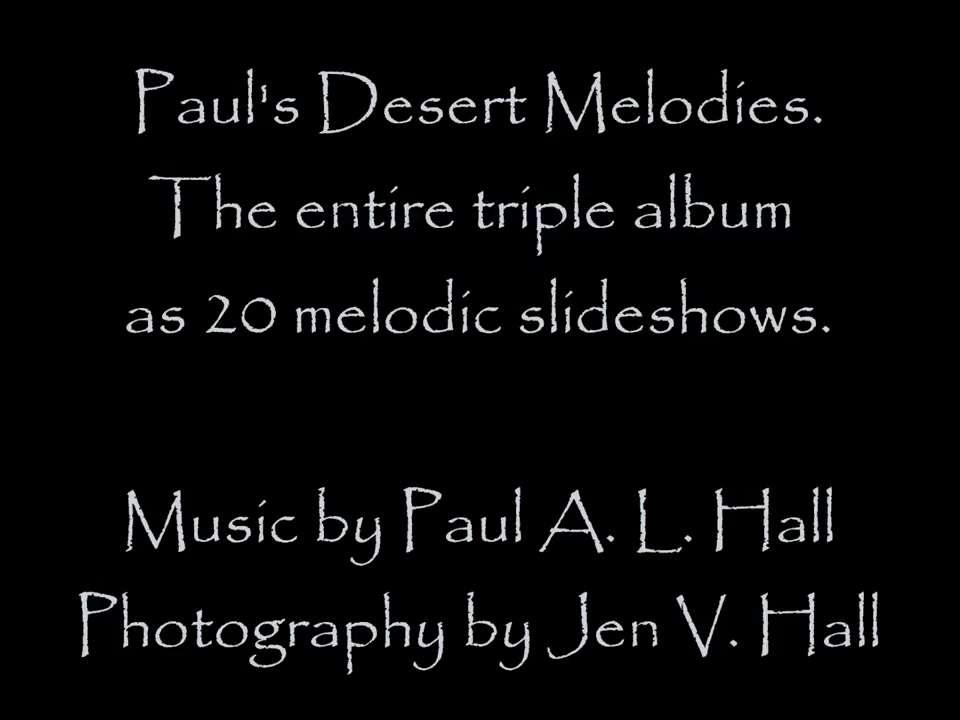 Paul's Desert Melodies.
The entire triple album
as 20 melodic slideshows.
Music by Paul A. L. Hall
Photography by Jen V. Hall